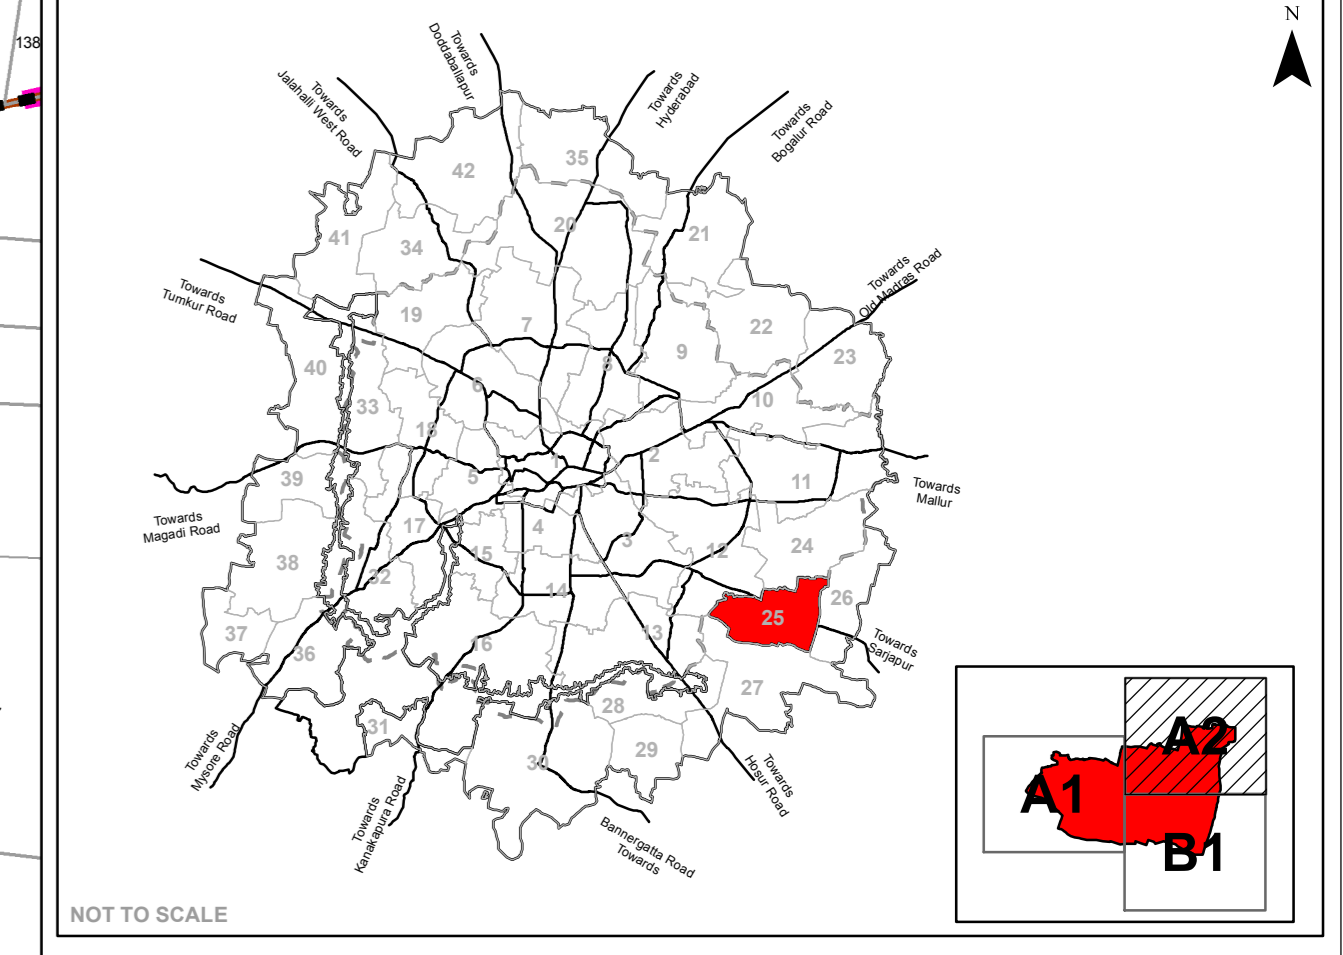 N
138
Towards
Doddaballapur
Towards
Jalahalli West Road
Towards
Hyderabad
Towards
Bogalur Road
42
35
20
21
41
34
Towards
Old Madras Road
Towards
Tumkur Road
19
7
22
9
23
40
8
6
33
10
18
1
2
39
5
11
Towards
Mallur
Towards
Magadi Road
17
4
15
3
12
24
38
32
14
26
25
37
16
13
36
Towards
Sarjapur
27
28
31
29
30
Towards
Mysore Road
Towards
Kanakapura Road
Bannergatta Road
Towards
Towards
Hosur Road
A2
A1
B1
NOT TO SCALE